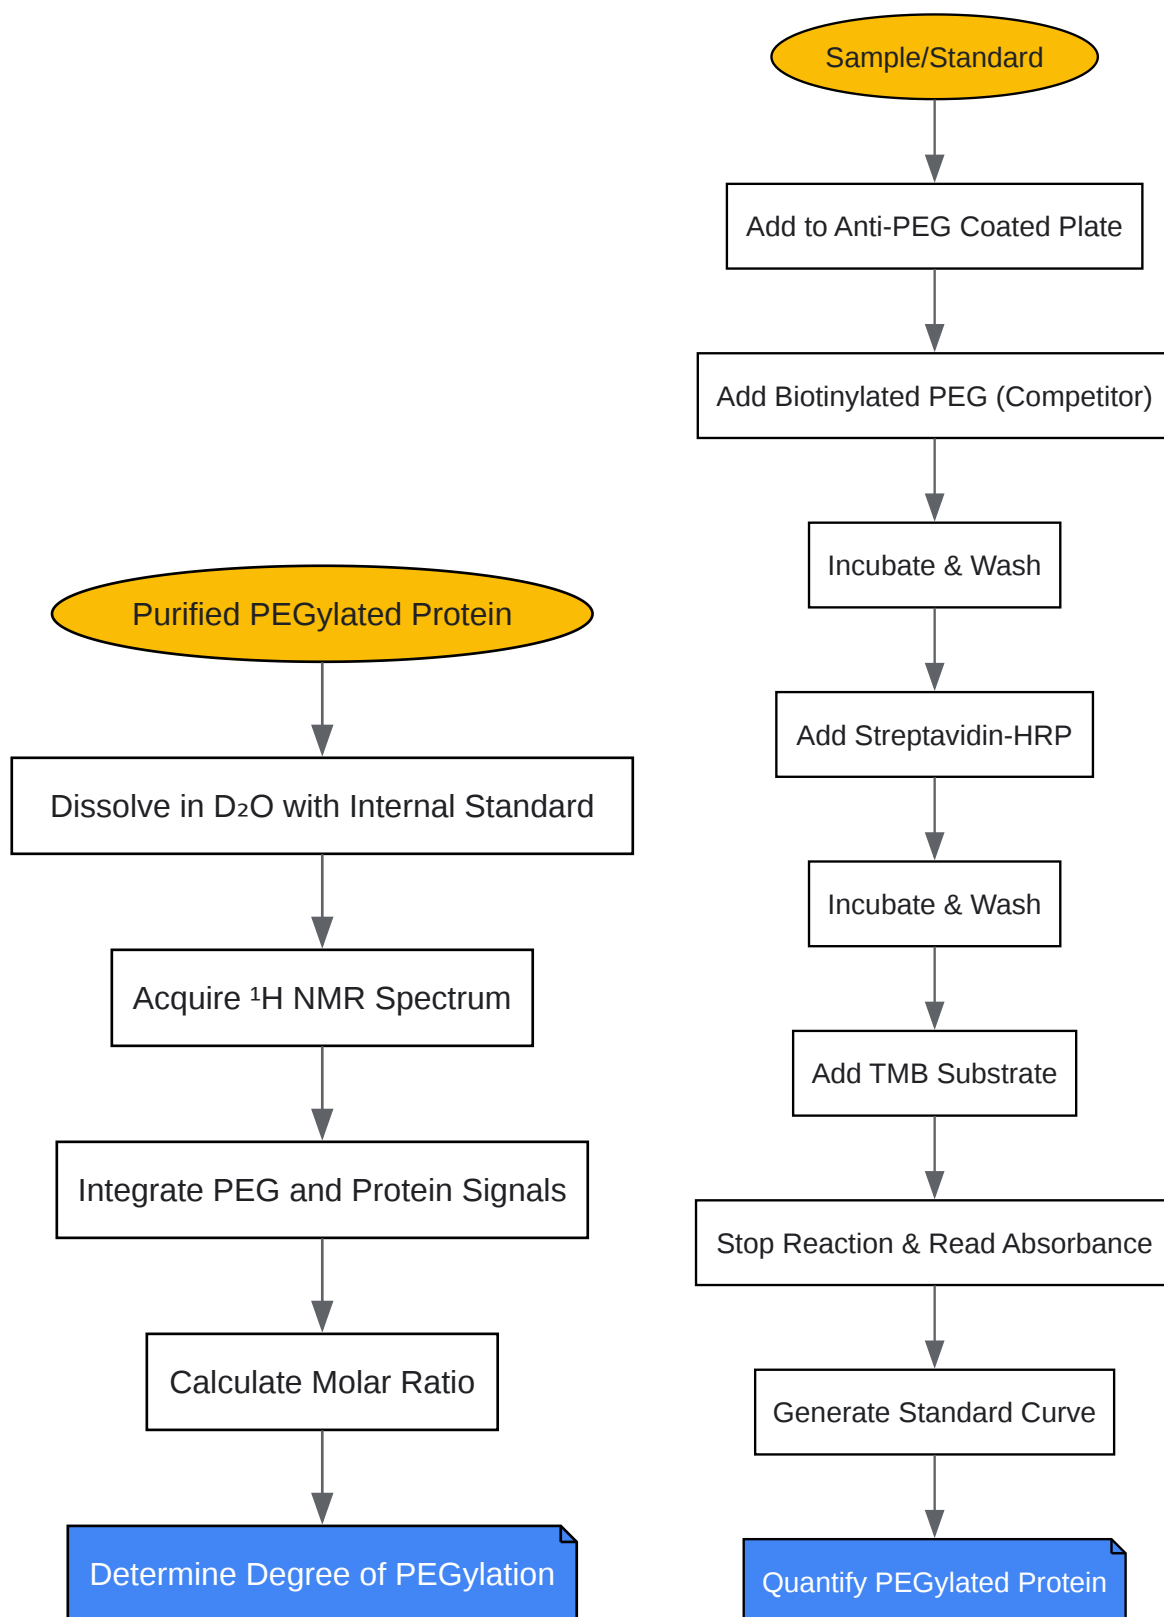 Purified PEGylated Protein
Dissolve in D₂O with Internal Standard
Acquire ¹H NMR Spectrum
Integrate PEG and Protein Signals
Calculate Molar Ratio
Determine Degree of PEGylation
Sample/Standard
Add to Anti-PEG Coated Plate
Add Biotinylated PEG (Competitor)
Incubate & Wash
Add Streptavidin-HRP
Incubate & Wash
Add TMB Substrate
Stop Reaction & Read Absorbance
Generate Standard Curve
Quantify PEGylated Protein